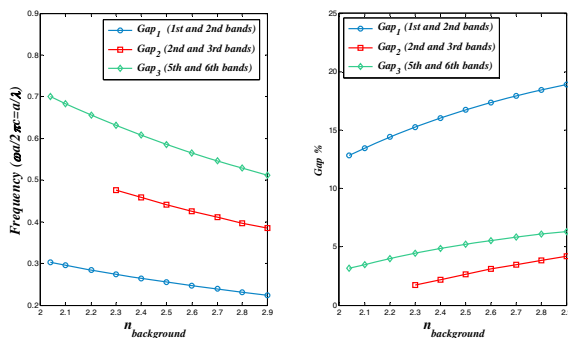 0.9
0.8
0.7
0.6
0.5
0.4
0.3
0.2
Frequency (ωa/2πc=a/λ)
Gap1 (1st and 2nd bands)
Gap2 (2nd and 3rd bands)
Gap3 (5th and 6th bands)
2 2.1 2.2 2.3 2.4 2.5 2.6 2.7 2.8 2.9
nbackground
25
20
15
10
5
0
Gap %
Gap1 (1st and 2nd bands)
Gap2 (2nd and 3rd bands)
Gap3 (5th and 6th bands)
2 2.1 2.2 2.3 2.4 2.5 2.6 2.7 2.8
nbackground